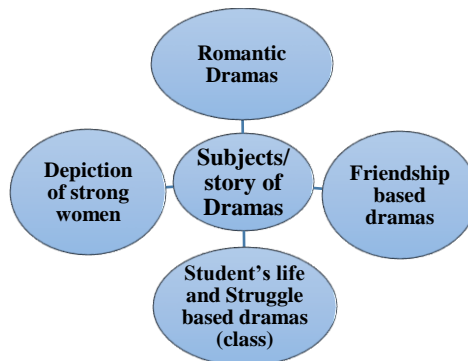 Romantic
Dramas
Depiction
of strong
women
Subjects/
story of
Dramas
Friendship
based
dramas
Student’s life
and Struggle
based dramas
(class)